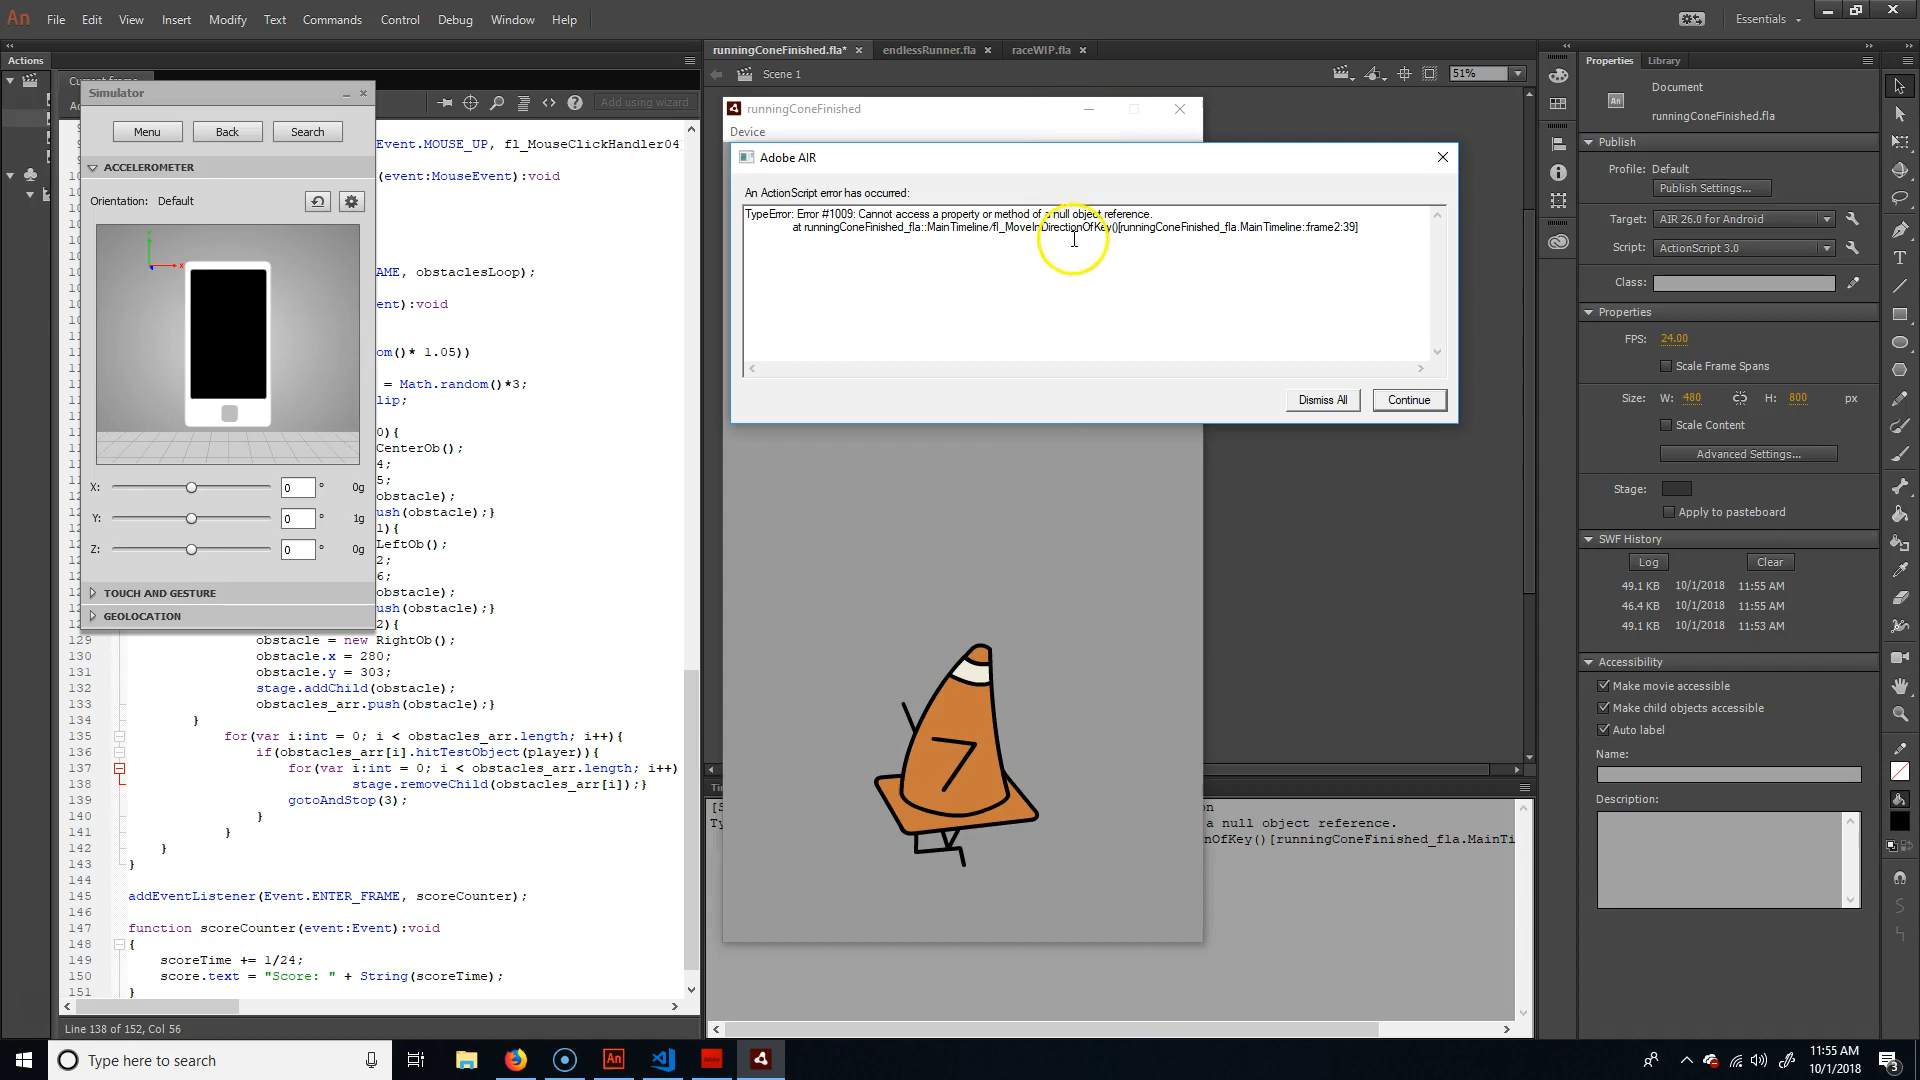 An File Edit View Insert Modify Text Commands Control Debug Window Help Essentials
Actions
Current frame
Add using wizard
Simulator
Menu Back Search
ACCELEROMETER
Orientation: Default
X: 0 ° 0g
Y: 0 ° 1g
Z: 0 ° 0g
TOUCH AND GESTURE
GEOLOCATION
Event.MOUSE_UP, fl_MouseClickHandler04
(event:MouseEvent):void
AME, obstaclesLoop);
ent):void
om()* 1.05))
= Math.random()*3;
lip;
0){
CenterOb();
4;
5;
obstacle);
ush(obstacle);}
1){
LeftOb();
2;
6;
obstacle);
ush(obstacle);}
2){
129 obstacle = new RightOb();
130 obstacle.x = 280;
131 obstacle.y = 303;
132 stage.addChild(obstacle);
133 obstacles_arr.push(obstacle);}
134 }
135 for(var i:int = 0; i < obstacles_arr.length; i++){
136 if(obstacles_arr[i].hitTestObject(player)){
137 for(var i:int = 0; i < obstacles_arr.length; i++)
138 stage.removeChild(obstacles_arr[i]);}
139 gotoAndStop(3);
140 }
141 }
142 }
143 }
144
145 addEventListener(Event.ENTER_FRAME, scoreCounter);
146
147 function scoreCounter(event:Event):void
148 {
149 scoreTime += 1/24;
150 score.text = "Score: " + String(scoreTime);
151 }
Line 138 of 152, Col 56
runningConeFinished.fla* endlessRunner.fla raceWIP.fla
Scene 1
51%
runningConeFinished
Device
Adobe AIR
An ActionScript error has occurred:
TypeError: Error #1009: Cannot access a property or method of a null object reference.
at runningConeFinished_fla::MainTimeline/fl_MoveInDirectionOfKey()[runningConeFinished_fla.MainTimeline::frame2:39]
Dismiss All Continue
7
a null object reference.
nOfKey()[runningConeFinished_fla.MainTi
Properties Library
Document
An
runningConeFinished.fla
Publish
Profile: Default
Publish Settings...
Target: AIR 26.0 for Android
Script: ActionScript 3.0
Class:
Properties
FPS: 24.00
Scale Frame Spans
Size: W: 480 H: 800 px
Scale Content
Advanced Settings...
Stage:
Apply to pasteboard
SWF History
Log Clear
49.1 KB 10/1/2018 11:55 AM
46.4 KB 10/1/2018 11:55 AM
49.1 KB 10/1/2018 11:53 AM
Accessibility
Make movie accessible
Make child objects accessible
Auto label
Name:
Description:
Type here to search
11:55 AM
10/1/2018
3